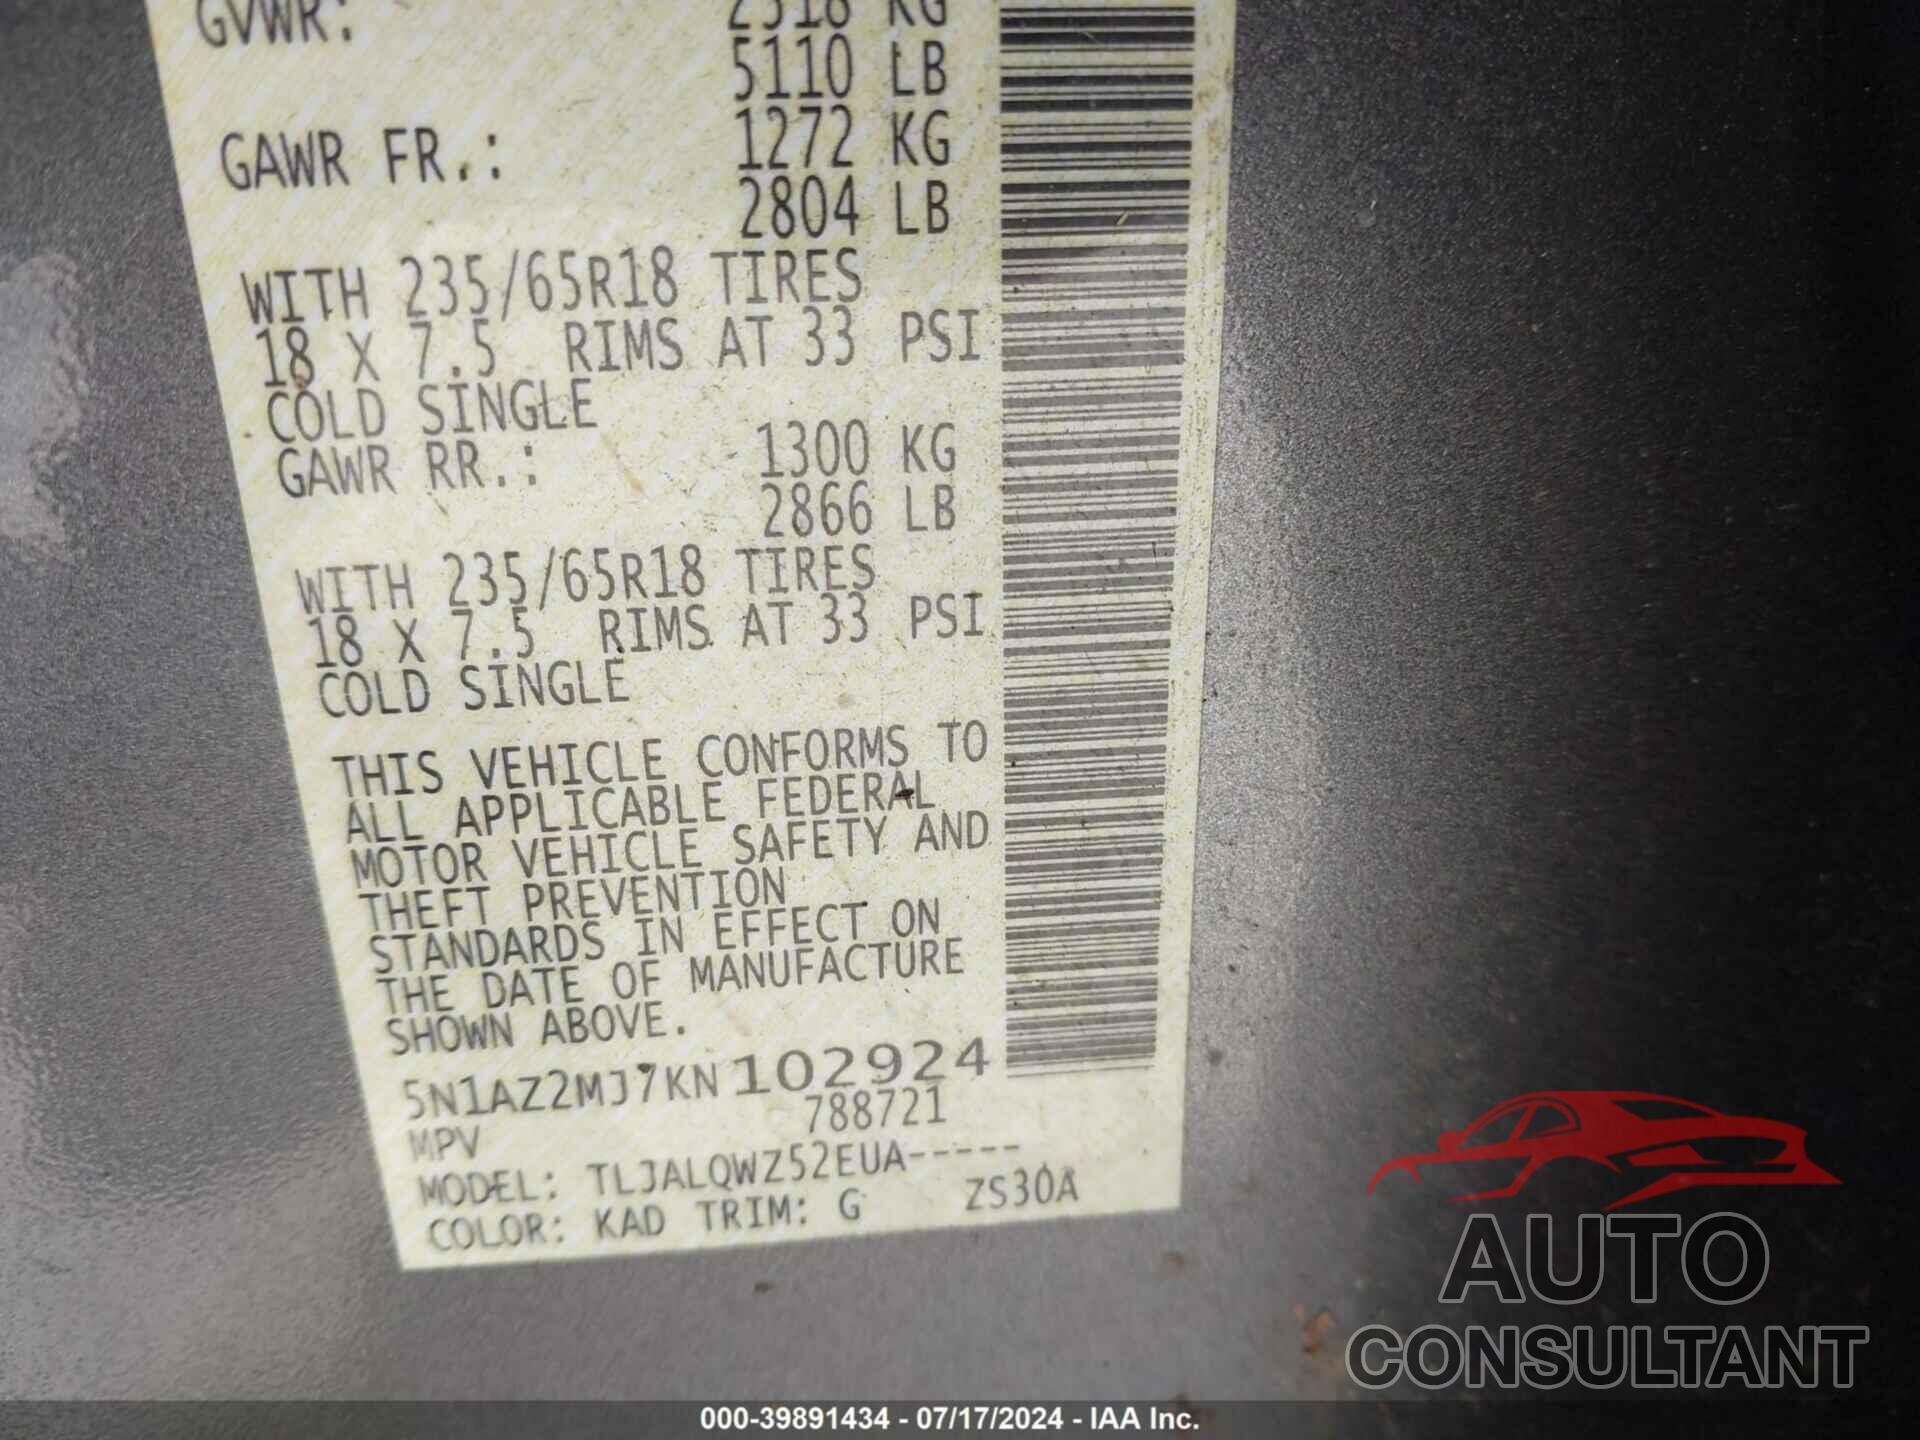 GVWR: 2318 KG
5110 LB
GAWR FR.: 1272 KG
2804 LB
WITH 235/65R18 TIRES
18 X 7.5 RIMS AT 33 PSI
COLD SINGLE
GAWR RR.: 1300 KG
2866 LB
WITH 235/65R18 TIRES
18 X 7.5 RIMS AT 33 PSI
COLD SINGLE
THIS VEHICLE CONFORMS TO
ALL APPLICABLE FEDERAL
MOTOR VEHICLE SAFETY AND
THEFT PREVENTION
STANDARDS IN EFFECT ON
THE DATE OF MANUFACTURE
SHOWN ABOVE.
5N1AZ2MJ7KN102924
788721
MPV
MODEL: TLJALQWZ52EUA-----
COLOR: KAD TRIM: G ZS30A
AUTO
CONSULTANT
000-39891434 - 07/17/2024 - IAA Inc.